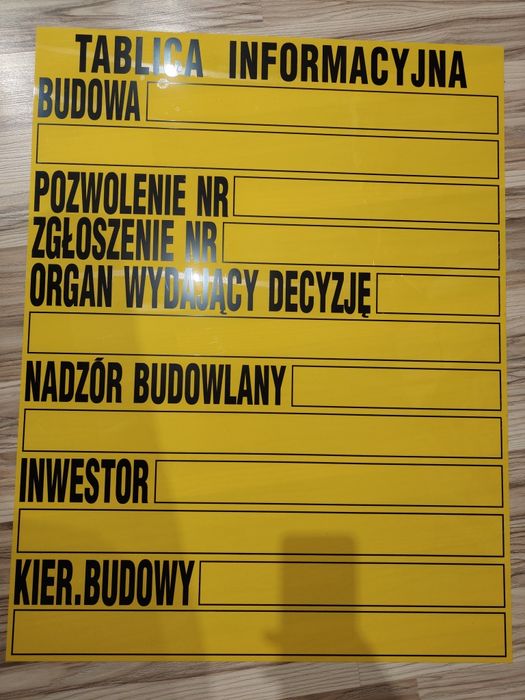 TABLICA INFORMACYJNA
BUDOWA
POZWOLENIE NR
ZGŁOSZENIE NR
ORGAN WYDAJĄCY DECYZJĘ
NADZÓR BUDOWLANY
INWESTOR
KIER.BUDOWY